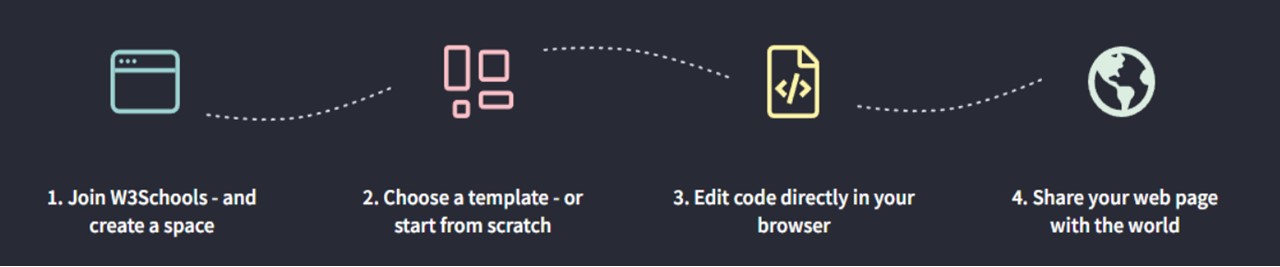 1. Join W3Schools - and
create a space
2. Choose a template - or
start from scratch
3. Edit code directly in your
browser
4. Share your web page
with the world